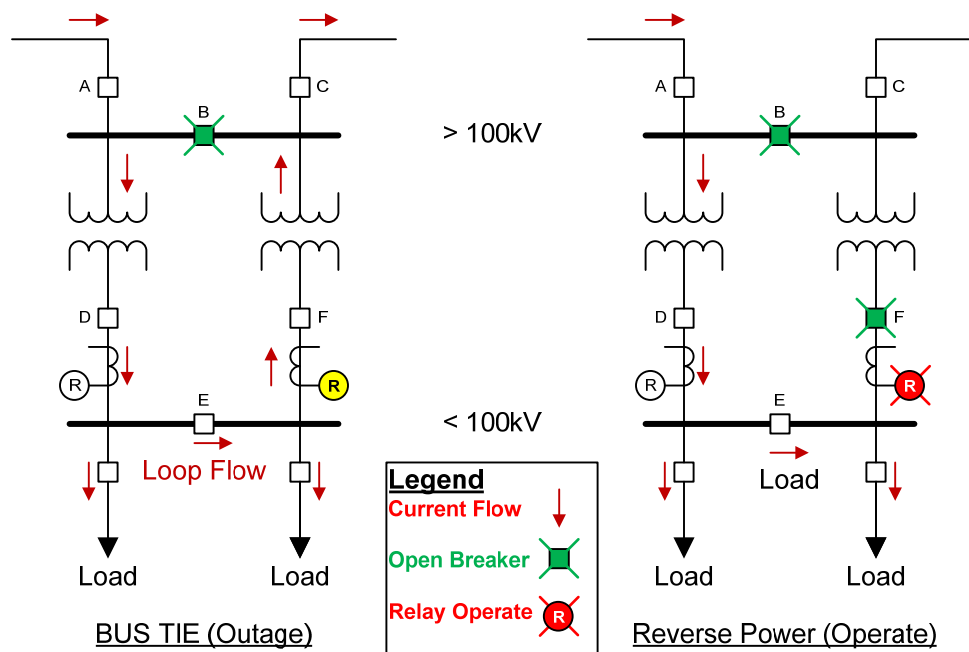 A
C
A
C
B
B
> 100kV
D
F
D
F
R
R
R
R
E
E
< 100kV
Loop Flow
Load
Legend
Current Flow
Open Breaker
Relay Operate
R
Load
Load
Load
Load
BUS TIE (Outage)
Reverse Power (Operate)